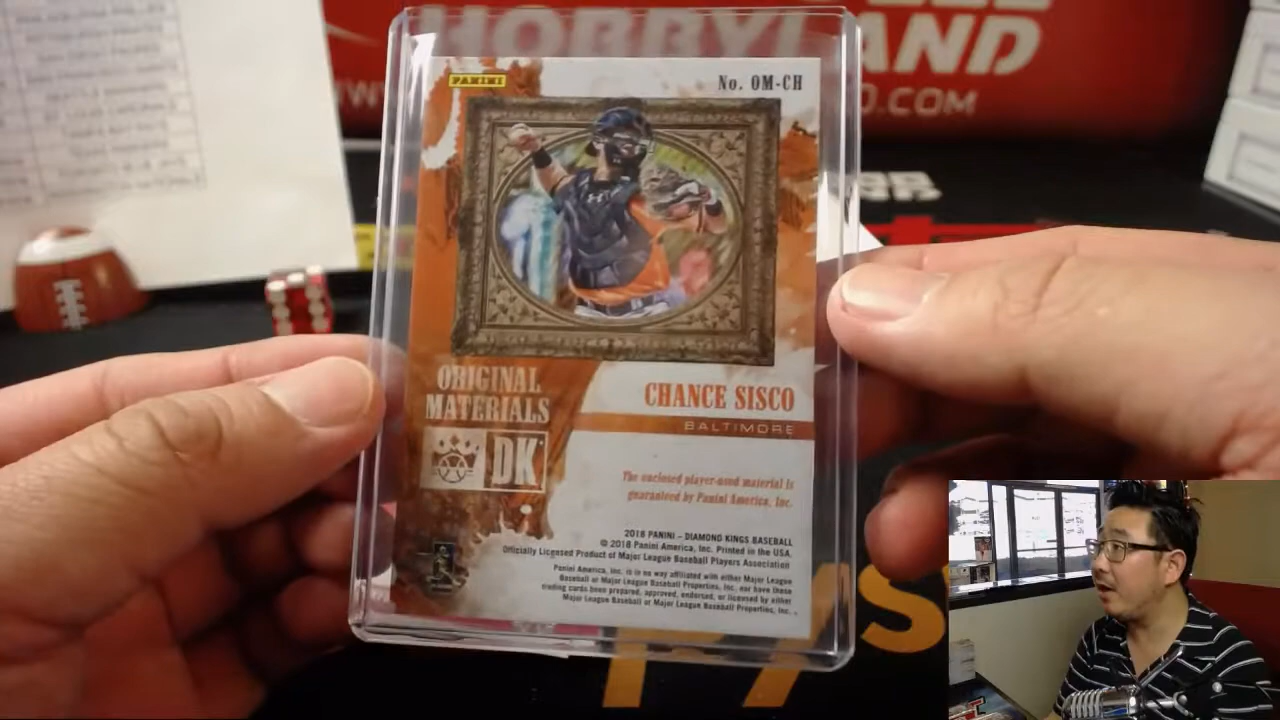 HOBBYLAND
.COM
PANINI
No. OM-CH
ORIGINAL
MATERIALS
DK
CHANCE SISCO
BALTIMORE
The enclosed player-used material is
guaranteed by Panini America, Inc.
2018 PANINI – DIAMOND KINGS BASEBALL
© 2018 Panini America, Inc. Printed in the USA.
Officially Licensed Product of Major League Baseball Players Association
Panini America, Inc. is in no way affiliated with either Major League
Baseball or Major League Baseball Properties, Inc. nor have these
trading cards been prepared, approved, endorsed, or licensed by either
Major League Baseball or Major League Baseball Properties, Inc.